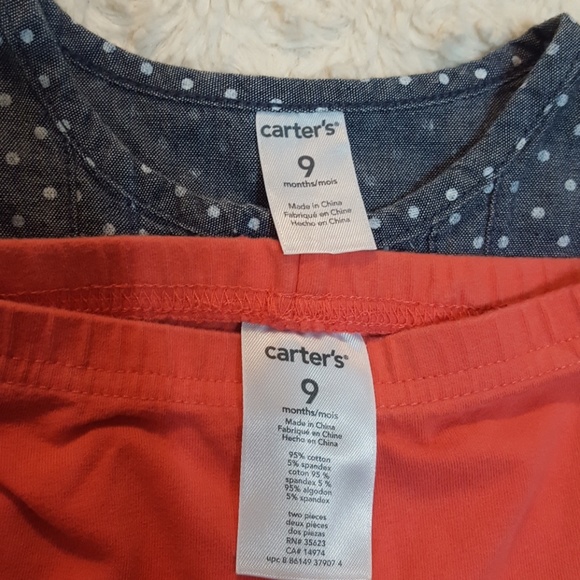 carter's®
9
months/mois
Made in China
Fabriqué en Chine
Hecho en China
carter's®
9
months/mois
Made in China
Fabriqué en Chine
Hecho en China
95% cotton
5% spandex
coton 95 %
spandex 5 %
95% algodon
5% spandex
two pieces
deux pièces
dos piezas
RN# 35623
CA# 14974
upc 8 86149 37907 4